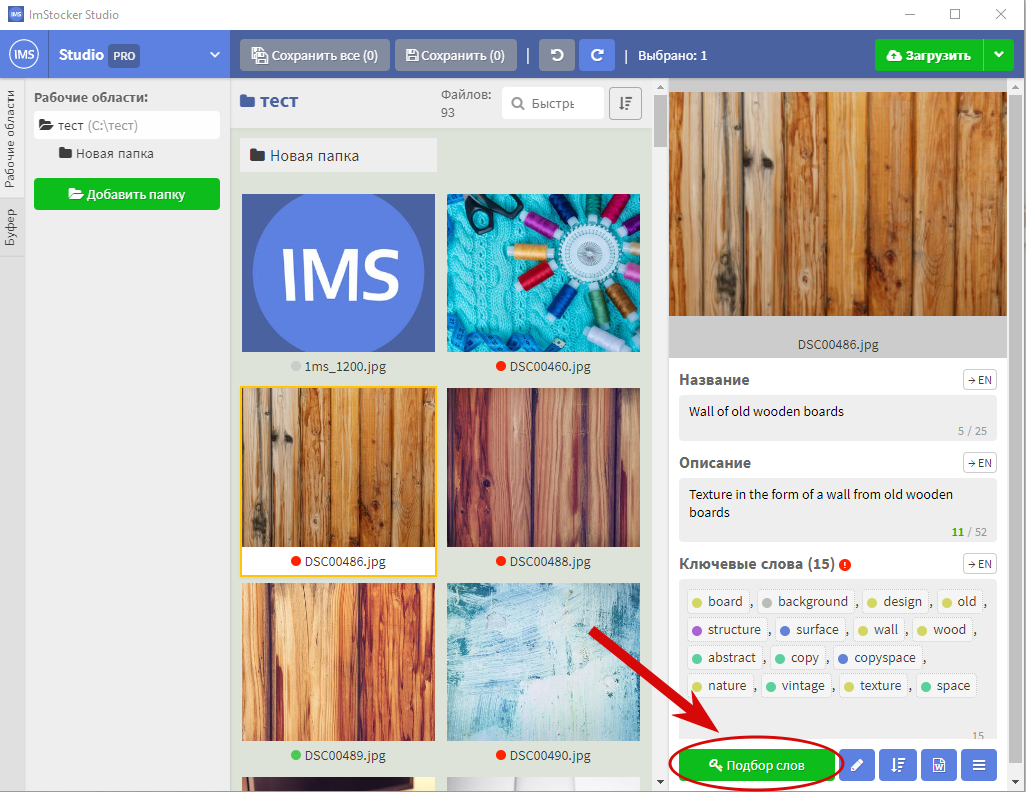 IMS ImStocker Studio
IMS Studio PRO
Сохранить все (0) Сохранить (0) | | Выбрано: 1 Загрузить
Рабочие области
Буфер
Рабочие области:
тест (C:\тест)
Новая папка
Добавить папку
тест
Файлов:
93
Быстрь
Новая папка
IMS
1ms_1200.jpg
DSC00460.jpg
DSC00486.jpg
DSC00488.jpg
DSC00489.jpg
DSC00490.jpg
DSC00486.jpg
Название → EN
Wall of old wooden boards
5 / 25
Описание → EN
Texture in the form of a wall from old wooden
boards
11 / 52
Ключевые слова (15) ! → EN
board , background , design , old ,
structure , surface , wall , wood ,
abstract , copy , copyspace ,
nature , vintage , texture , space
15
Подбор слов W